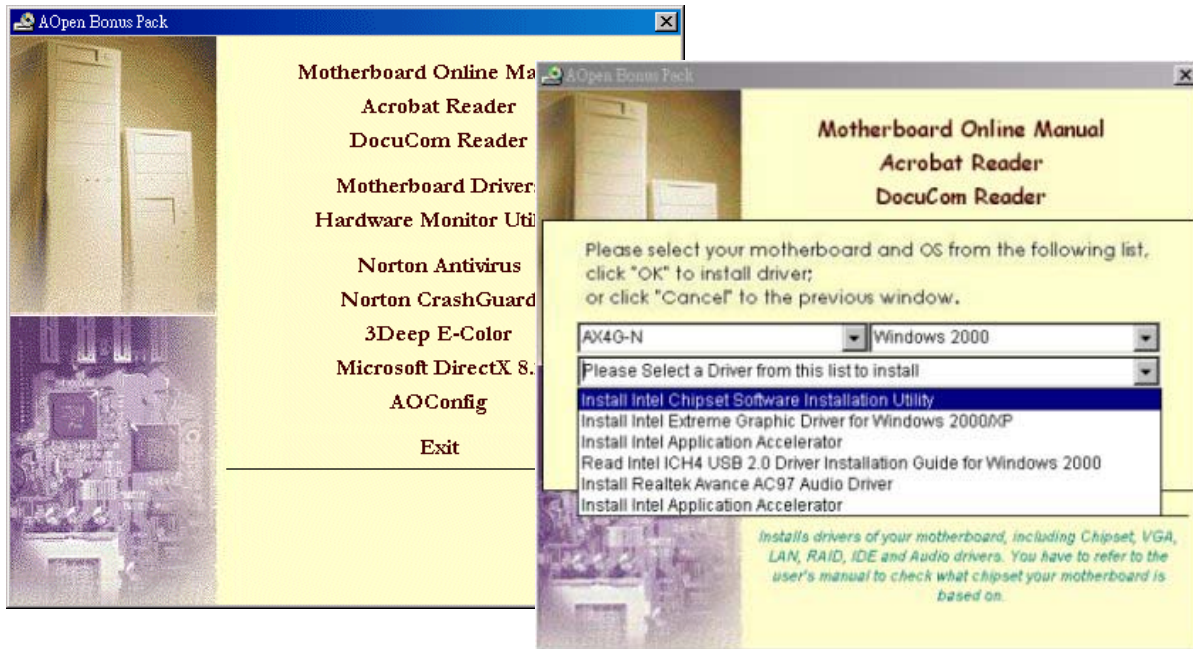 AOpen Bonus Pack
Motherboard Online Ma
Acrobat Reader
DocuCom Reader
Motherboard Driver
Hardware Monitor Uti
Norton Antivirus
Norton CrashGuard
3Deep E-Color
Microsoft DirectX 8.
AOConfig
Exit
AOpen Bonus Pack
Motherboard Online Manual
Acrobat Reader
DocuCom Reader
Please select your motherboard and OS from the following list,
click "OK" to install driver;
or click "Cancel" to the previous window.
AX4G-N Windows 2000
Please Select a Driver from this list to install
Install Intel Chipset Software Installation Utility
Install Intel Extreme Graphic Driver for Windows 2000/XP
Install Intel Application Accelerator
Read Intel ICH4 USB 2.0 Driver Installation Guide for Windows 2000
Install Realtek Avance AC97 Audio Driver
Install Intel Application Accelerator
Installs drivers of your motherboard, including Chipset, VGA,
LAN, RAID, IDE and Audio drivers. You have to refer to the
user's manual to check what chipset your motherboard is
based on.